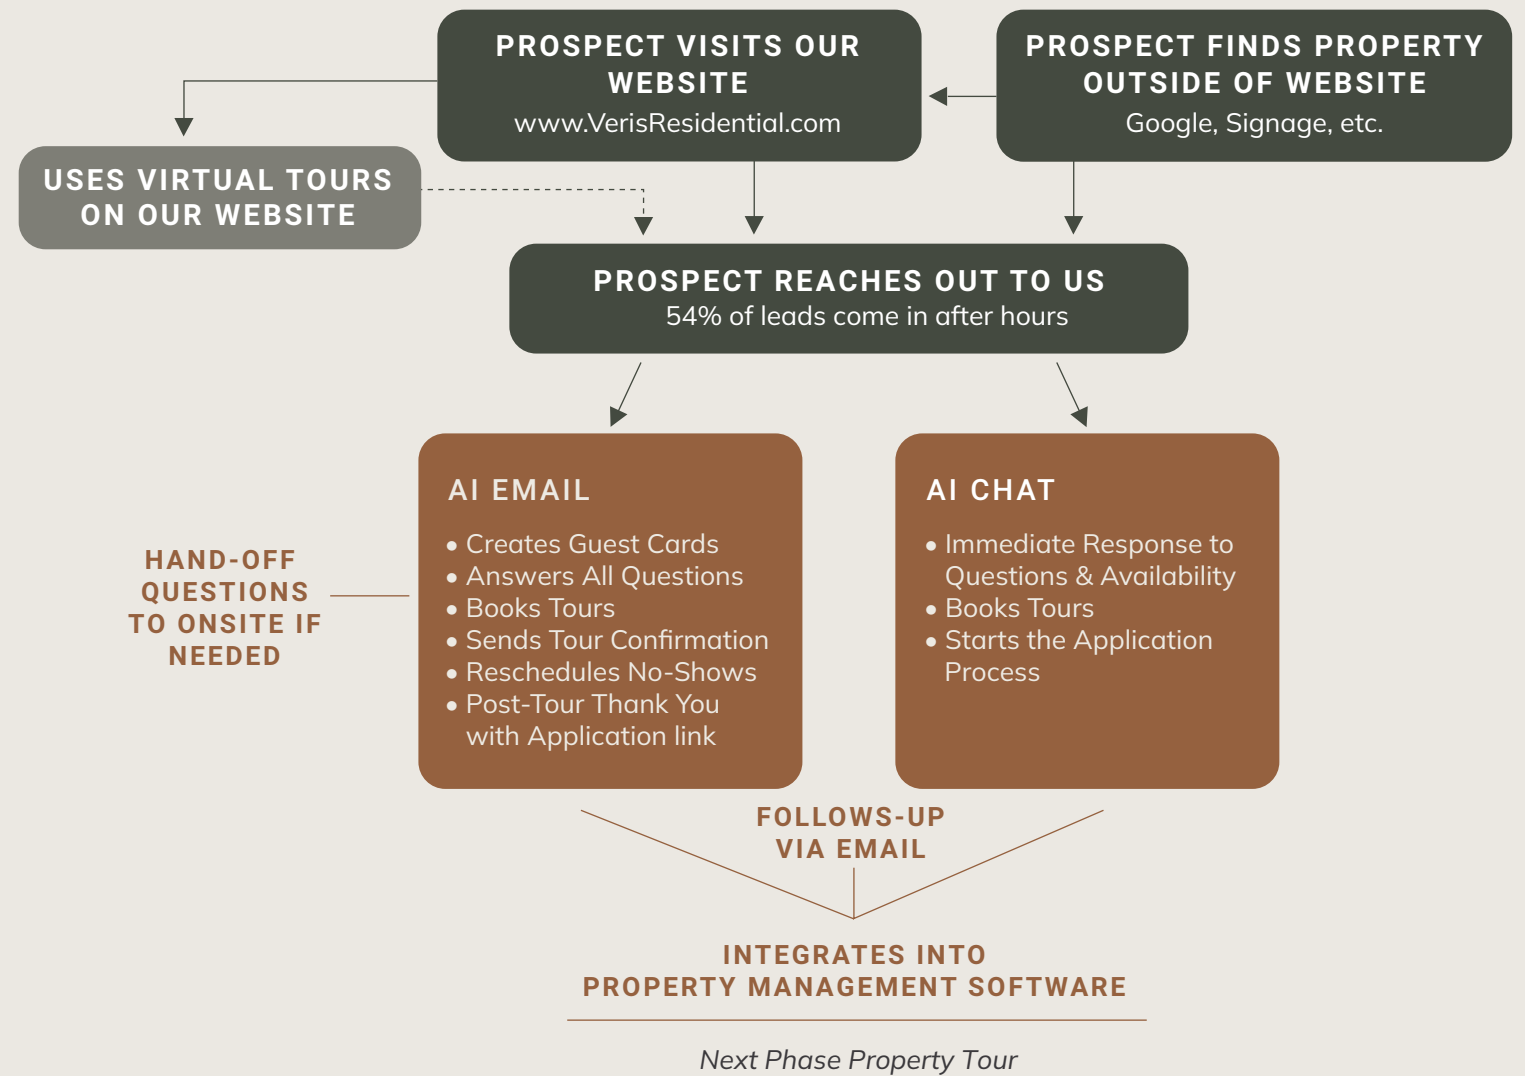 PROSPECT VISITS OUR
WEBSITE
www.VerisResidential.com
PROSPECT FINDS PROPERTY
OUTSIDE OF WEBSITE
Google, Signage, etc.
USES VIRTUAL TOURS
ON OUR WEBSITE
PROSPECT REACHES OUT TO US
54% of leads come in after hours
HAND-OFF
QUESTIONS
TO ONSITE IF
NEEDED
AI EMAIL
• Creates Guest Cards
• Answers All Questions
• Books Tours
• Sends Tour Confirmation
• Reschedules No-Shows
• Post-Tour Thank You
with Application link
AI CHAT
• Immediate Response to
Questions & Availability
• Books Tours
• Starts the Application
Process
FOLLOWS-UP
VIA EMAIL
INTEGRATES INTO
PROPERTY MANAGEMENT SOFTWARE
Next Phase Property Tour